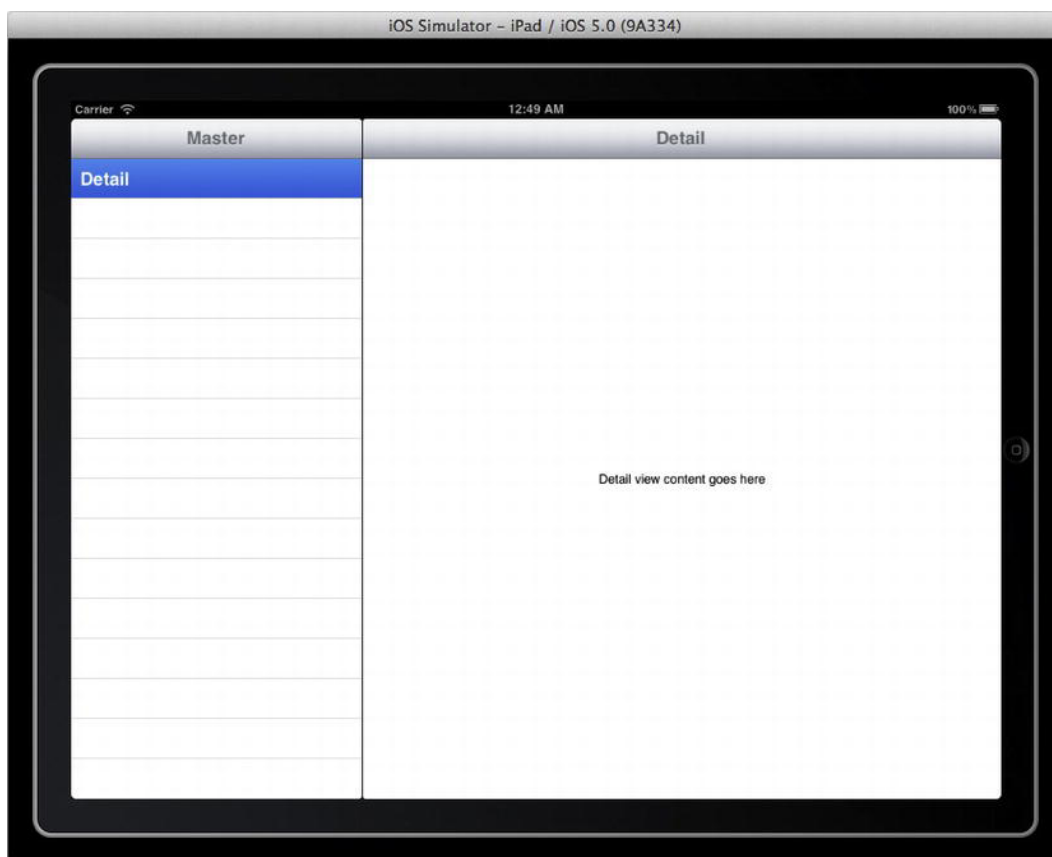 iOS Simulator – iPad / iOS 5.0 (9A334)
Carrier 12:49 AM 100%
Master Detail
Detail
Detail view content goes here